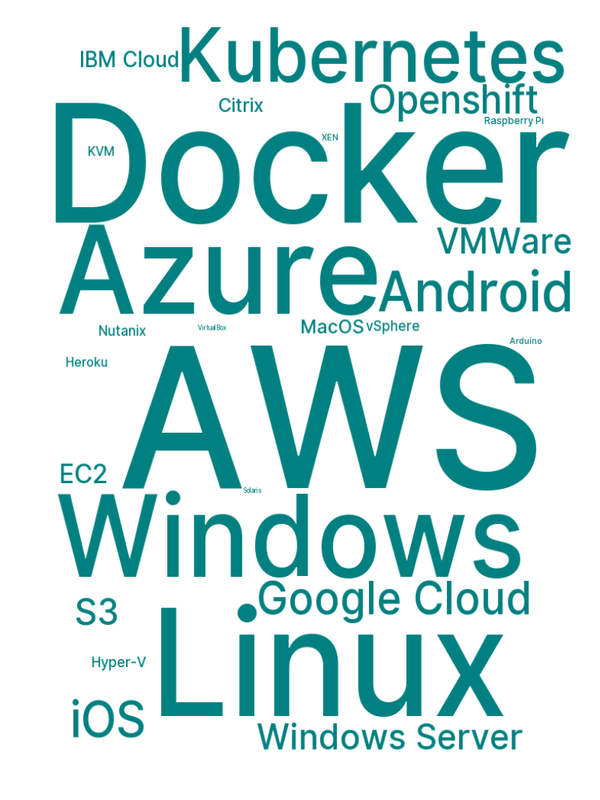 Kubernetes
IBM Cloud
Openshift
Citrix
Raspberry Pi
Docker
XEN
KVM
VMWare
Azure
Android
MacOS vSphere
Nutanix
VirtualBox
Arduino
Heroku
AWS
EC2
Solaris
Windows
Google Cloud
S3
Linux
Hyper-V
iOS
Windows Server